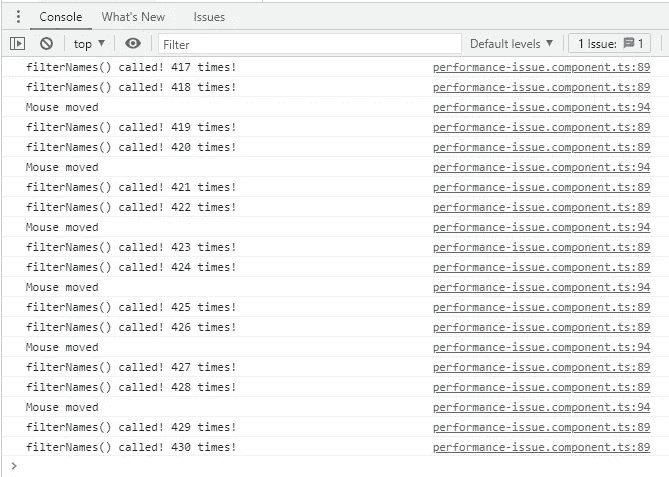 Console What's New Issues
top ▼ Filter Default levels ▼ 1 Issue: 1
filterNames() called! 417 times! performance-issue.component.ts:89
filterNames() called! 418 times! performance-issue.component.ts:89
Mouse moved performance-issue.component.ts:94
filterNames() called! 419 times! performance-issue.component.ts:89
filterNames() called! 420 times! performance-issue.component.ts:89
Mouse moved performance-issue.component.ts:94
filterNames() called! 421 times! performance-issue.component.ts:89
filterNames() called! 422 times! performance-issue.component.ts:89
Mouse moved performance-issue.component.ts:94
filterNames() called! 423 times! performance-issue.component.ts:89
filterNames() called! 424 times! performance-issue.component.ts:89
Mouse moved performance-issue.component.ts:94
filterNames() called! 425 times! performance-issue.component.ts:89
filterNames() called! 426 times! performance-issue.component.ts:89
Mouse moved performance-issue.component.ts:94
filterNames() called! 427 times! performance-issue.component.ts:89
filterNames() called! 428 times! performance-issue.component.ts:89
Mouse moved performance-issue.component.ts:94
filterNames() called! 429 times! performance-issue.component.ts:89
filterNames() called! 430 times! performance-issue.component.ts:89
>